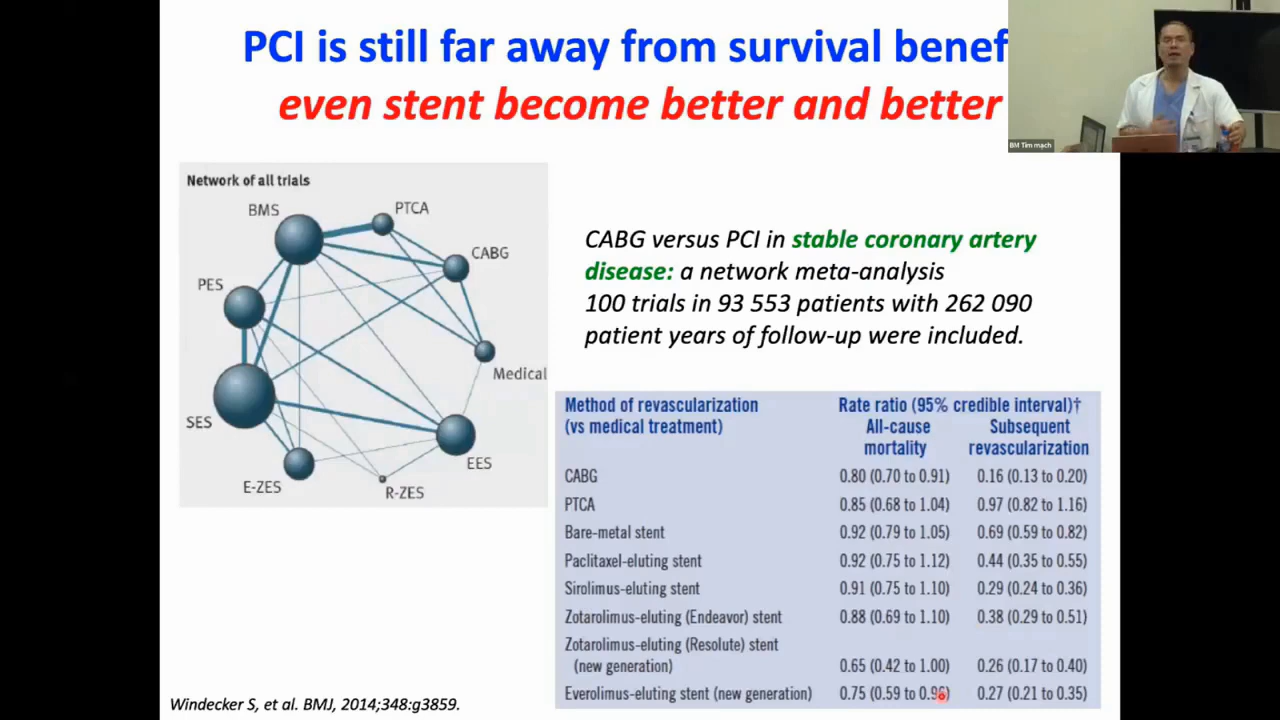 PCI is still far away from survival benef
even stent become better and better
BM Tim mạch
Network of all trials
BMS
PTCA
CABG
PES
Medical
SES
EES
E-ZES
R-ZES
CABG versus PCI in stable coronary artery
disease: a network meta-analysis
100 trials in 93 553 patients with 262 090
patient years of follow-up were included.
Method of revascularization Rate ratio (95% credible interval)†
(vs medical treatment) All-cause Subsequent
mortality revascularization
CABG 0.80 (0.70 to 0.91) 0.16 (0.13 to 0.20)
PTCA 0.85 (0.68 to 1.04) 0.97 (0.82 to 1.16)
Bare-metal stent 0.92 (0.79 to 1.05) 0.69 (0.59 to 0.82)
Paclitaxel-eluting stent 0.92 (0.75 to 1.12) 0.44 (0.35 to 0.55)
Sirolimus-eluting stent 0.91 (0.75 to 1.10) 0.29 (0.24 to 0.36)
Zotarolimus-eluting (Endeavor) stent 0.88 (0.69 to 1.10) 0.38 (0.29 to 0.51)
Zotarolimus-eluting (Resolute) stent
(new generation) 0.65 (0.42 to 1.00) 0.26 (0.17 to 0.40)
Everolimus-eluting stent (new generation) 0.75 (0.59 to 0.27 (0.21 to 0.35)
Windecker S, et al. BMJ, 2014;348:g3859.